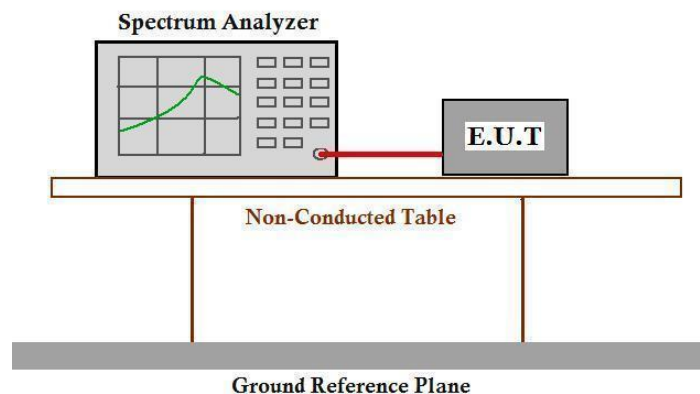 Spectrum Analyzer
E.U.T
Non-Conducted Table
Ground Reference Plane